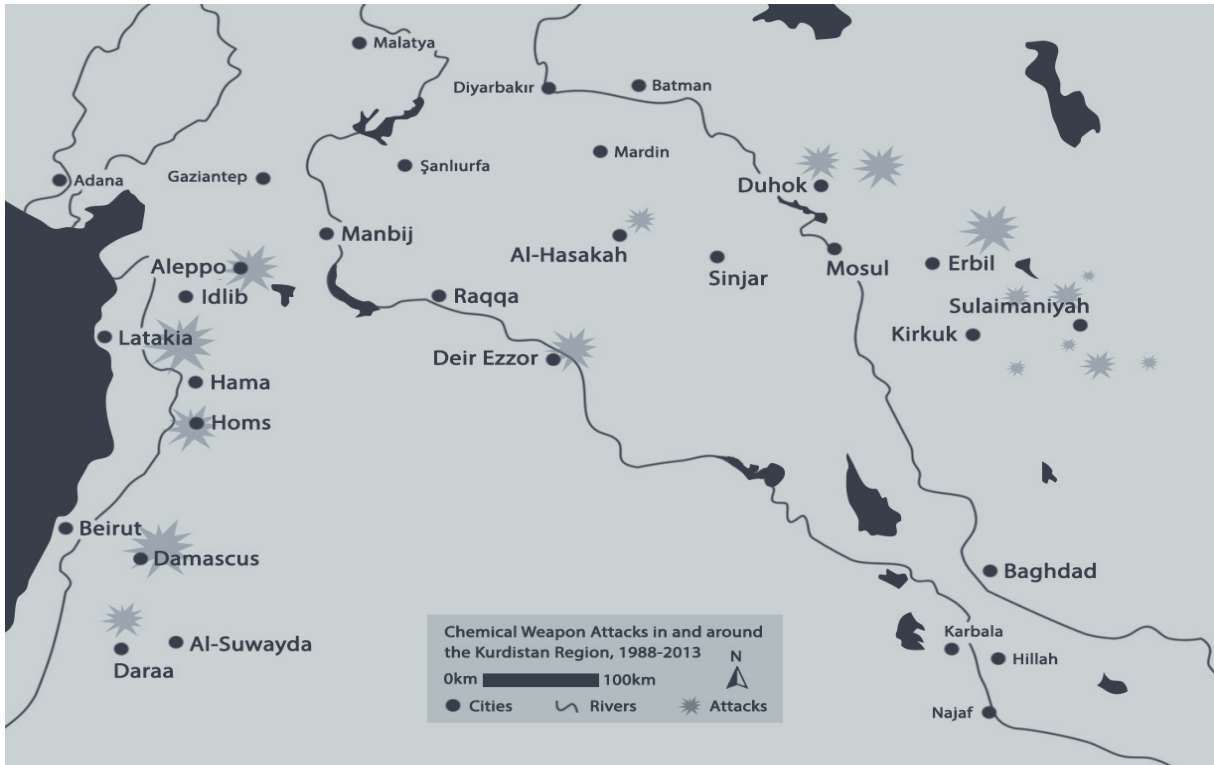 Malatya
Diyarbakır
Batman
Mardin
Şanlıurfa
Gaziantep
Adana
Duhok
Manbij
Al-Hasakah
Sinjar
Mosul
Erbil
Aleppo
Idlib
Raqqa
Sulaimaniyah
Kirkuk
Latakia
Deir Ezzor
Hama
Homs
Beirut
Damascus
Baghdad
Al-Suwayda
Daraa
Karbala
Hillah
Najaf
Chemical Weapon Attacks in and around
the Kurdistan Region, 1988-2013
N
0km 100km
Cities Rivers Attacks